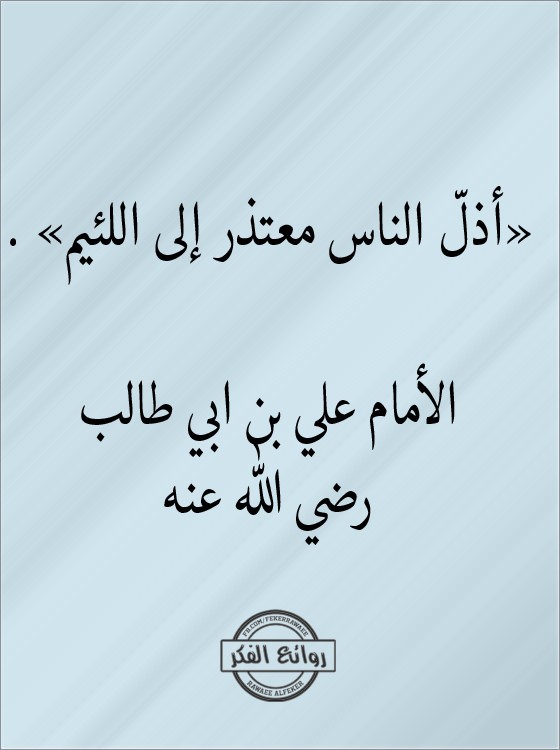 «أذلّ الناس معتذر إلى اللئيم» .
الأمام علي بن ابي طالب
رضي الله عنه
FB.COM/FEKERRAWAEE
روائع الفكر
RAWAEE ALFEKER